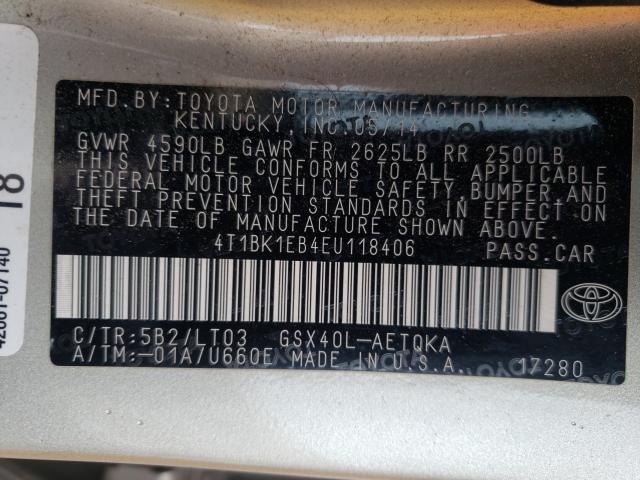 MFD.BY:TOYOTA MOTOR MANUFACTURING
KENTUCKY,INC. 05/14
GVWR 4590LB GAWR FR 2625LB RR 2500LB
THIS VEHICLE CONFORMS TO ALL APPLICABLE
FEDERAL MOTOR VEHICLE SAFETY,BUMPER,AND
THEFT PREVENTION STANDARDS IN EFFECT ON
THE DATE OF MANUFACTURE SHOWN ABOVE.
4T1BK1EB4EU118406 PASS.CAR
C/TR:5B2/LT03 GSX40L-AETQKA
A/TM:-01A/U660E MADE IN U.S.A. 17280
18
42661-07140